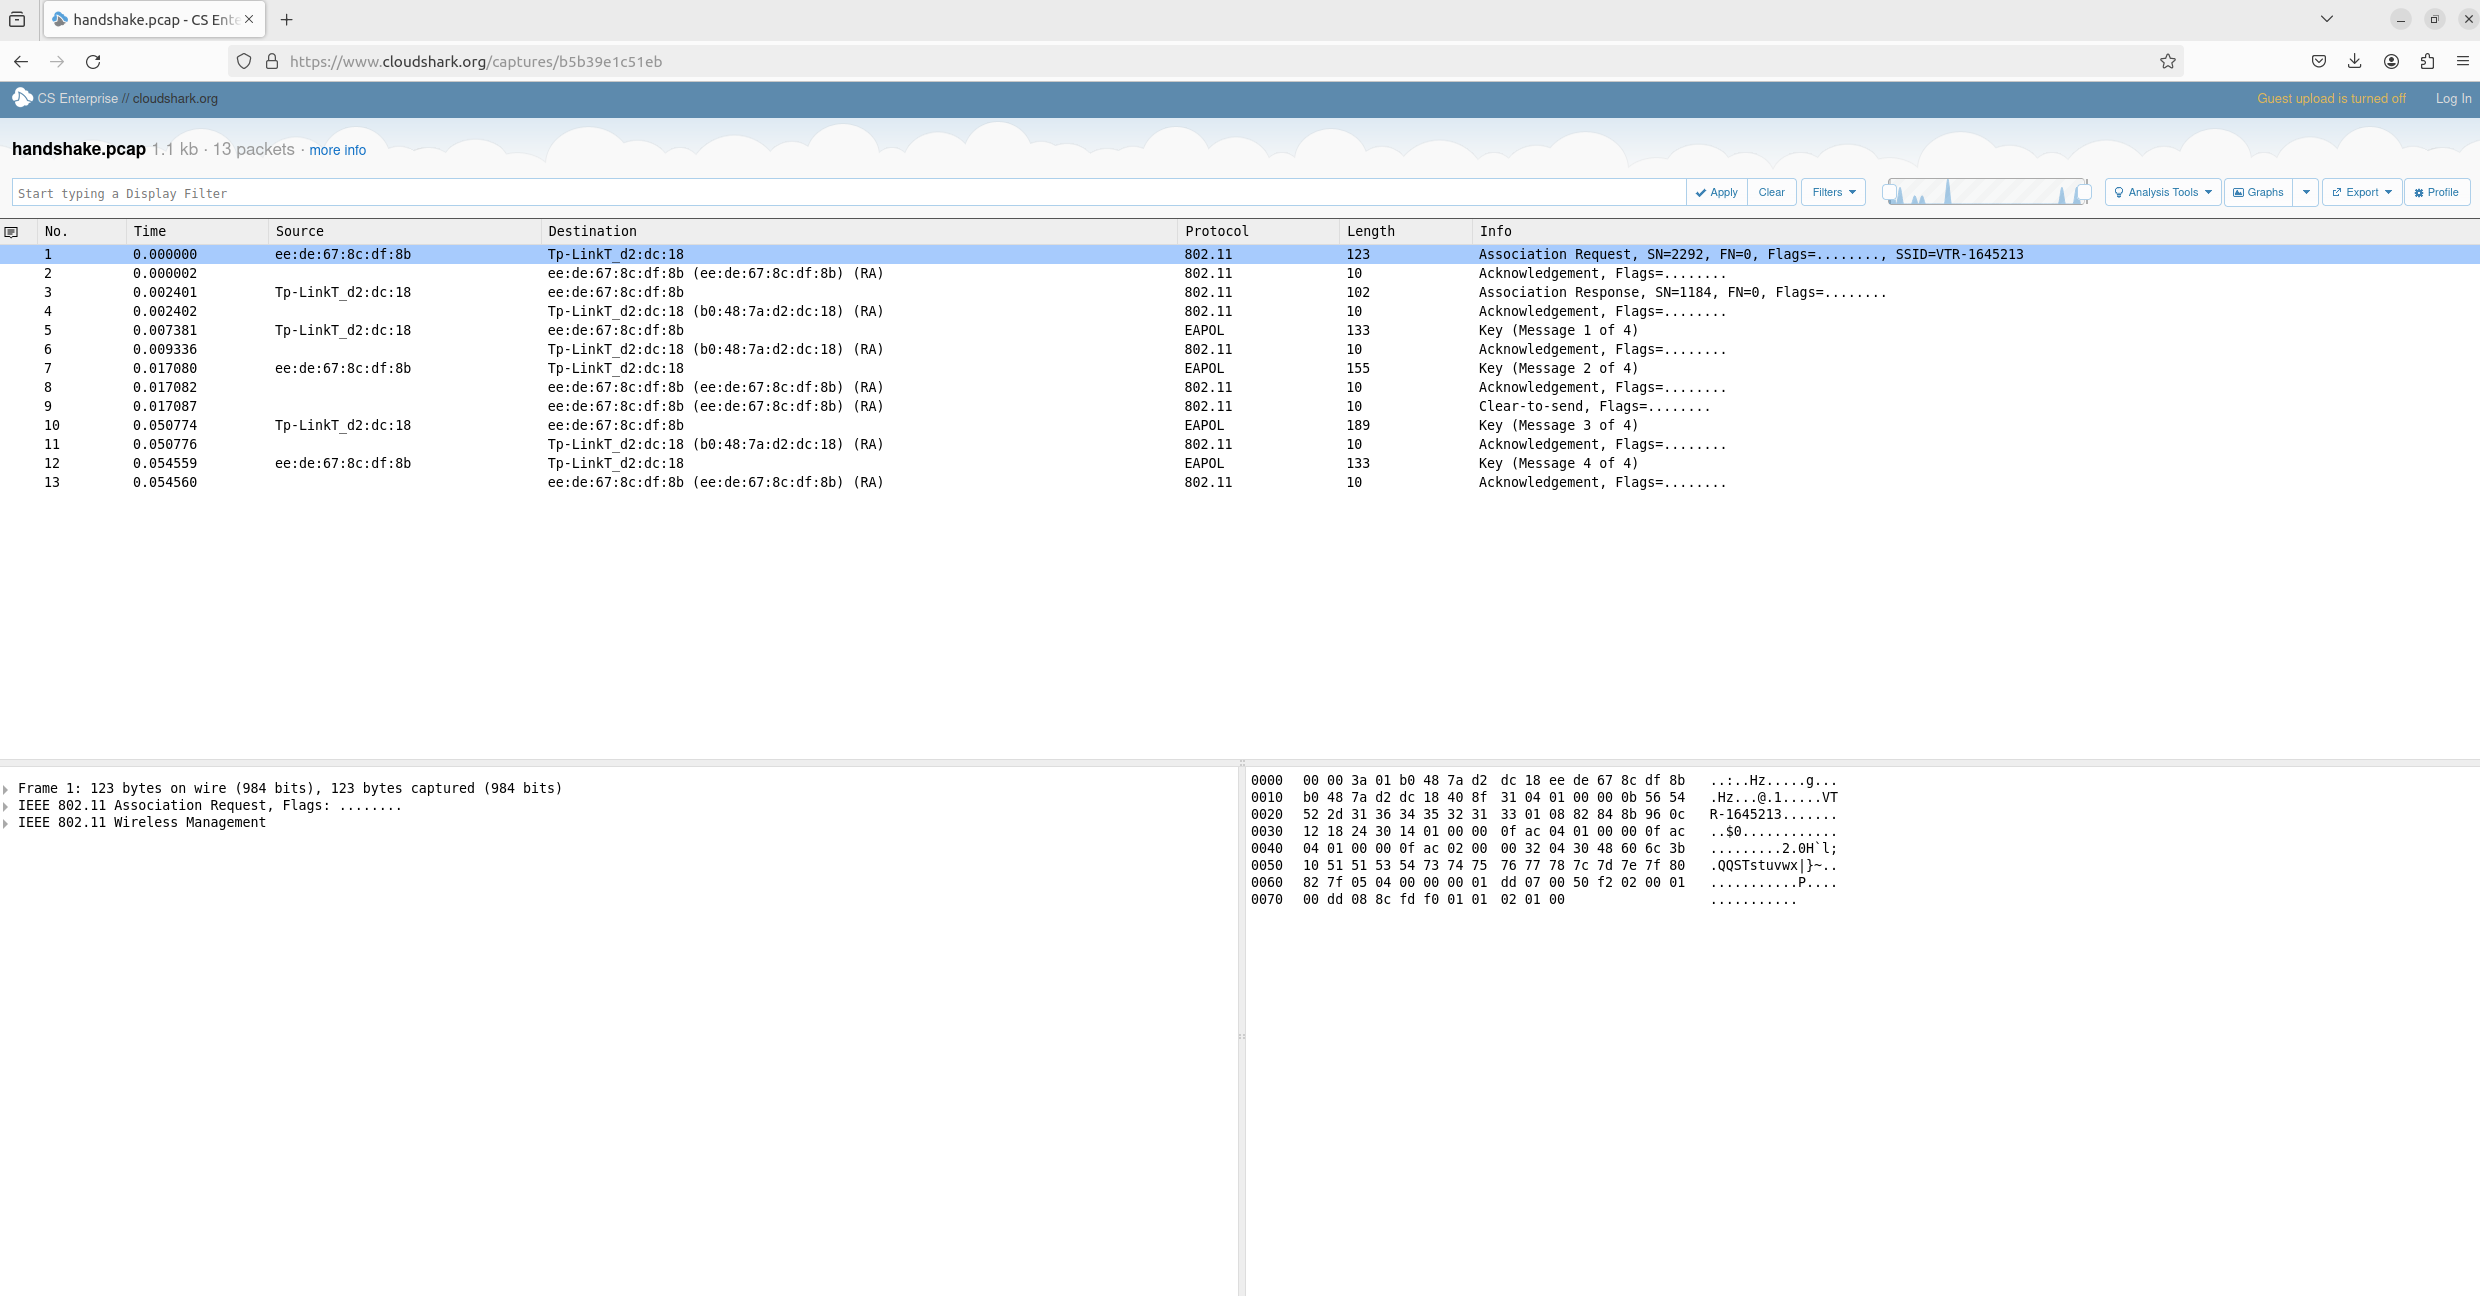 handshake.pcap - CS Ente
https://www.cloudshark.org/captures/b5b39e1c51eb
CS Enterprise // cloudshark.org
Guest upload is turned off
Log In
handshake.pcap 1.1 kb · 13 packets · more info
Start typing a Display Filter
Apply Clear Filters Analysis Tools Graphs Export Profile
No. Time Source Destination Protocol Length Info
1 0.000000 ee:de:67:8c:df:8b Tp-LinkT_d2:dc:18 802.11 123 Association Request, SN=2292, FN=0, Flags=........, SSID=VTR-1645213
2 0.000002 ee:de:67:8c:df:8b (ee:de:67:8c:df:8b) (RA) 802.11 10 Acknowledgement, Flags=........
3 0.002401 Tp-LinkT_d2:dc:18 ee:de:67:8c:df:8b 802.11 102 Association Response, SN=1184, FN=0, Flags=........
4 0.002402 Tp-LinkT_d2:dc:18 (b0:48:7a:d2:dc:18) (RA) 802.11 10 Acknowledgement, Flags=........
5 0.007381 Tp-LinkT_d2:dc:18 ee:de:67:8c:df:8b EAPOL 133 Key (Message 1 of 4)
6 0.009336 Tp-LinkT_d2:dc:18 (b0:48:7a:d2:dc:18) (RA) 802.11 10 Acknowledgement, Flags=........
7 0.017080 ee:de:67:8c:df:8b Tp-LinkT_d2:dc:18 EAPOL 155 Key (Message 2 of 4)
8 0.017082 ee:de:67:8c:df:8b (ee:de:67:8c:df:8b) (RA) 802.11 10 Acknowledgement, Flags=........
9 0.017087 ee:de:67:8c:df:8b (ee:de:67:8c:df:8b) (RA) 802.11 10 Clear-to-send, Flags=........
10 0.050774 Tp-LinkT_d2:dc:18 ee:de:67:8c:df:8b EAPOL 189 Key (Message 3 of 4)
11 0.050776 Tp-LinkT_d2:dc:18 (b0:48:7a:d2:dc:18) (RA) 802.11 10 Acknowledgement, Flags=........
12 0.054559 ee:de:67:8c:df:8b Tp-LinkT_d2:dc:18 EAPOL 133 Key (Message 4 of 4)
13 0.054560 ee:de:67:8c:df:8b (ee:de:67:8c:df:8b) (RA) 802.11 10 Acknowledgement, Flags=........
Frame 1: 123 bytes on wire (984 bits), 123 bytes captured (984 bits)
IEEE 802.11 Association Request, Flags: ........
IEEE 802.11 Wireless Management
0000 00 00 3a 01 b0 48 7a d2 dc 18 ee de 67 8c df 8b ..:..Hz.....g...
0010 b0 48 7a d2 dc 18 40 8f 31 04 01 00 00 0b 56 54 .Hz...@.1.....VT
0020 52 2d 31 36 34 35 32 31 33 01 08 82 84 8b 96 0c R-1645213.......
0030 12 18 24 30 14 01 00 00 0f ac 04 01 00 00 0f ac ..$0............
0040 04 01 00 00 0f ac 02 00 00 32 04 30 48 60 6c 3b .........2.0H`l;
0050 10 51 51 53 54 73 74 75 76 77 78 7c 7d 7e 7f 80 .QQSTstuvwx|}~..
0060 82 7f 05 04 00 00 00 01 dd 07 00 50 f2 02 00 01 ...........P....
0070 00 dd 08 8c fd f0 01 01 02 01 00 ...........